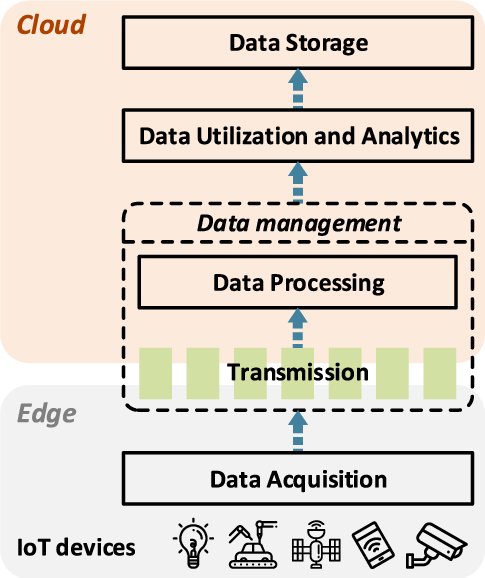 Cloud
Data Storage
Data Utilization and Analytics
Data management
Data Processing
Transmission
Edge
Data Acquisition
IoT devices